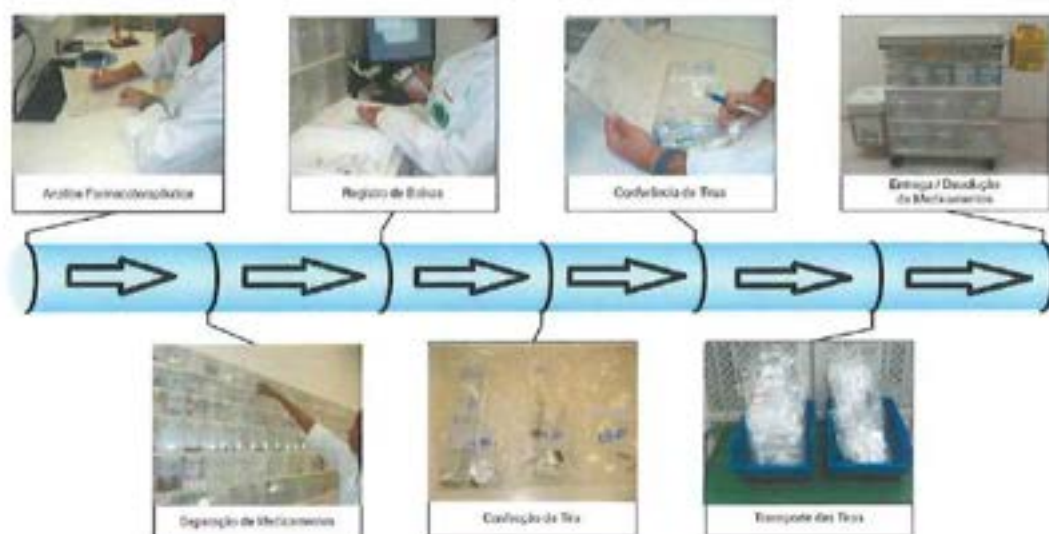 Análise Farmacoterapêutica
Registro de Baixas
Conferência de Tiras
Entrega / Devolução
de Medicamentos
Separação de Medicamentos
Confecção da Tira
Transporte das Tiras